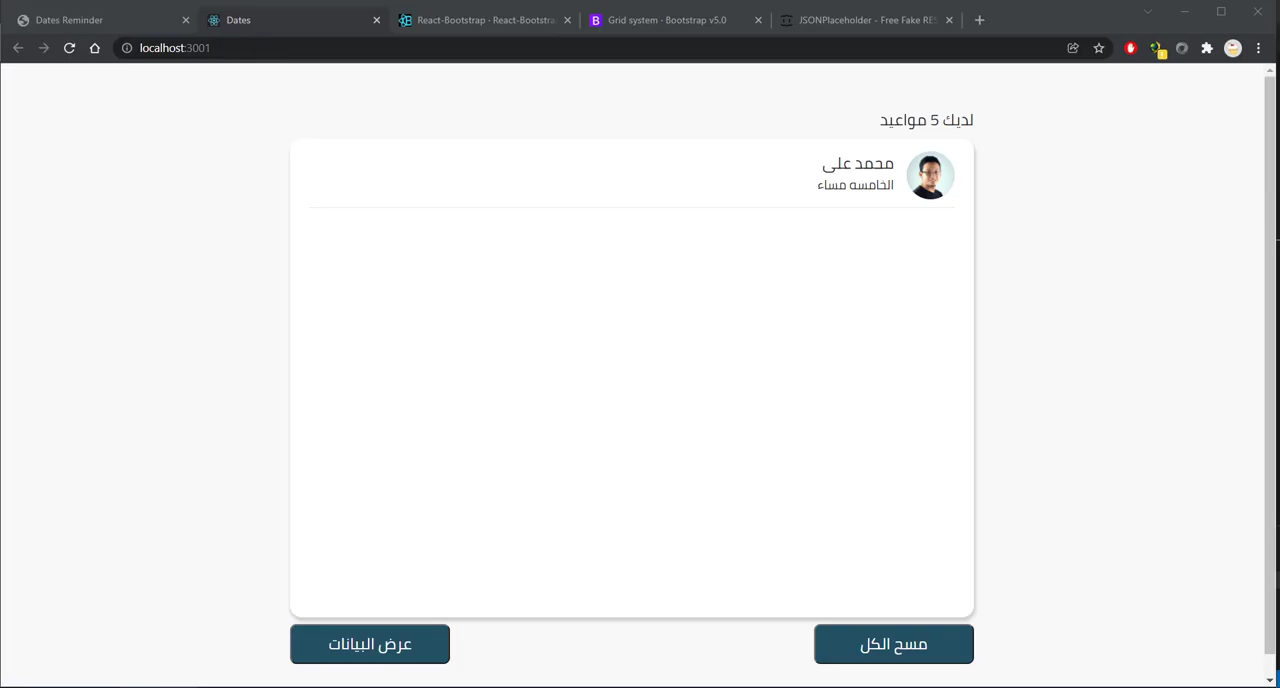 Dates Reminder
Dates
React-Bootstrap · React-Bootstra
Grid system · Bootstrap v5.0
JSONPlaceholder - Free Fake RES
localhost:3001
لديك 5 مواعيد
محمد على
الخامسه مساء
مسح الكل
عرض البيانات